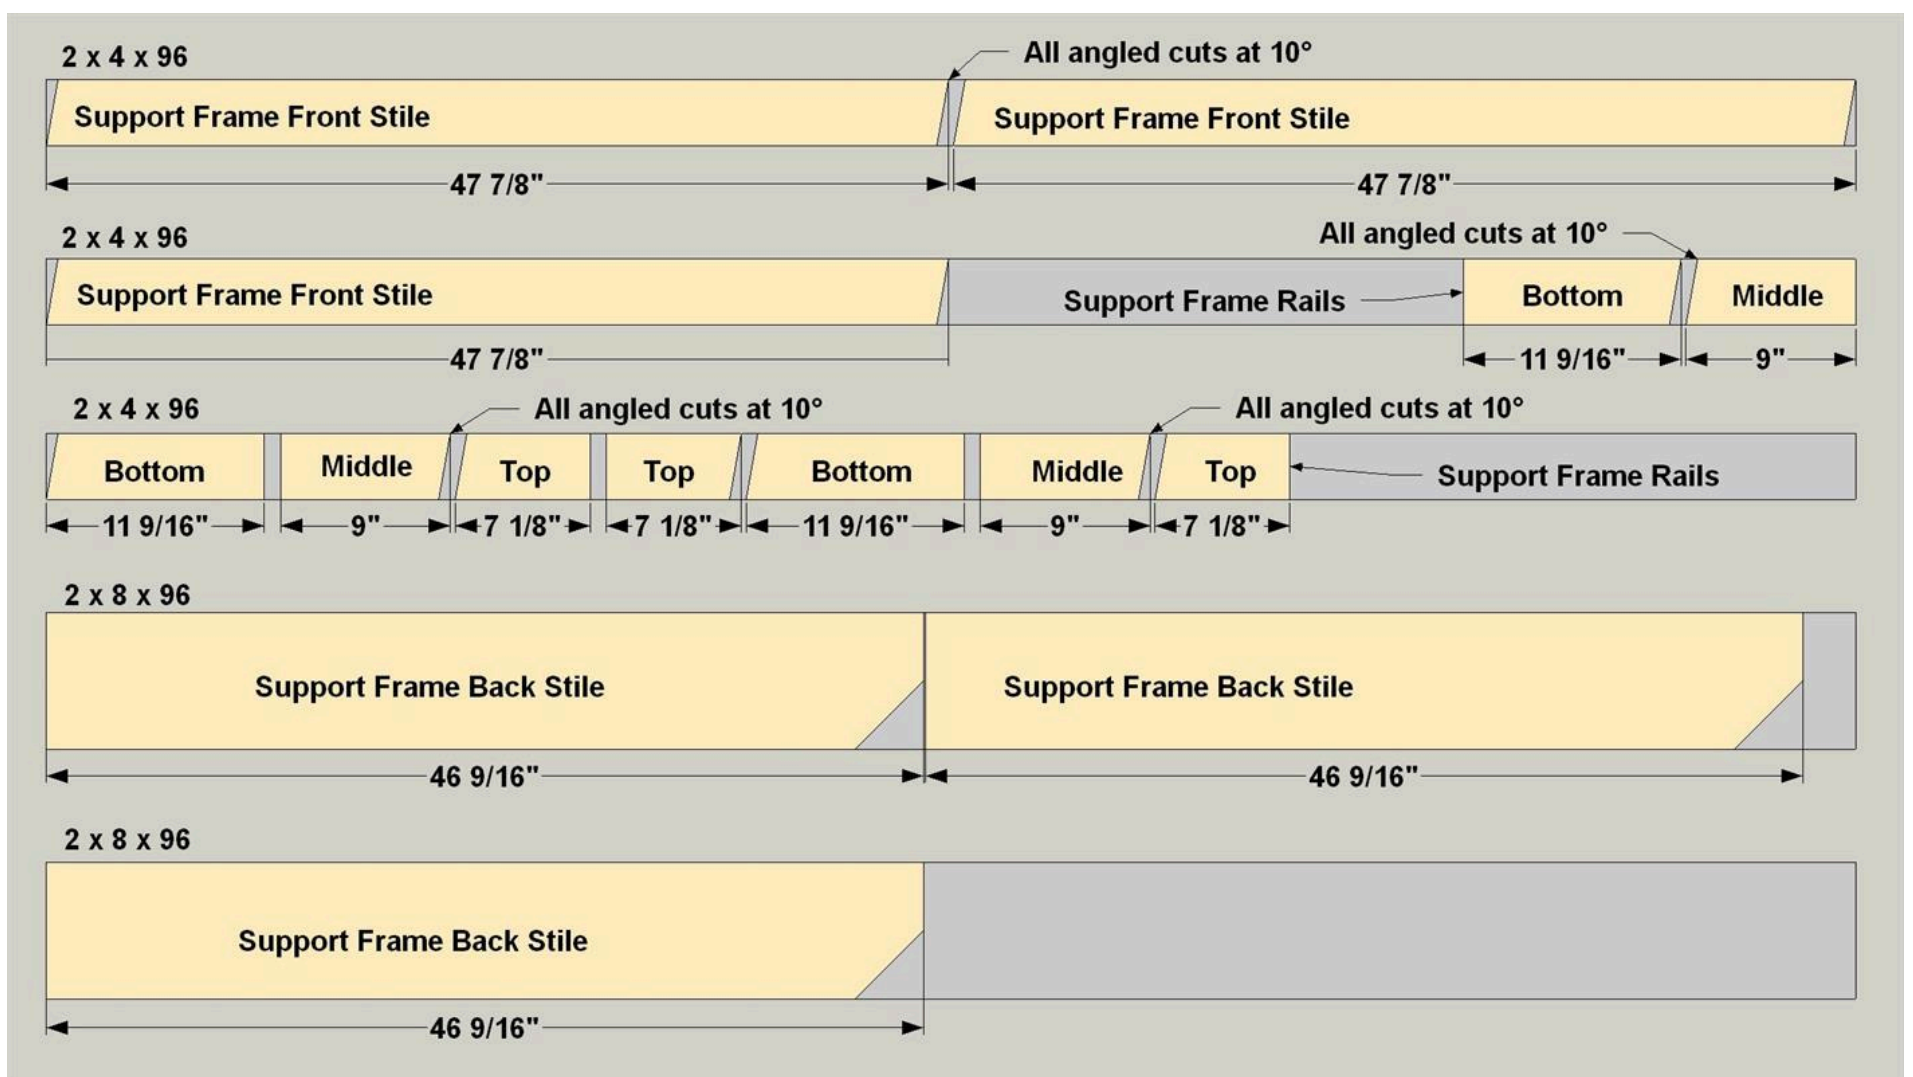 2 x 4 x 96
All angled cuts at 10°
Support Frame Front Stile
Support Frame Front Stile
47 7/8"
47 7/8"
2 x 4 x 96
All angled cuts at 10°
Support Frame Front Stile
Support Frame Rails
Bottom
Middle
47 7/8"
11 9/16"
9"
2 x 4 x 96
All angled cuts at 10°
All angled cuts at 10°
Bottom
Middle
Top
Top
Bottom
Middle
Top
Support Frame Rails
11 9/16"
9"
7 1/8"
7 1/8"
11 9/16"
9"
7 1/8"
2 x 8 x 96
Support Frame Back Stile
Support Frame Back Stile
46 9/16"
46 9/16"
2 x 8 x 96
Support Frame Back Stile
46 9/16"